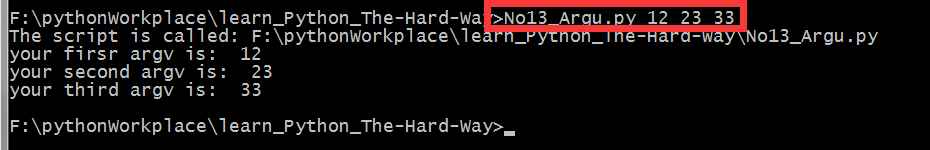 F:\pythonWorkplace\learn_Python_The-Hard-Way>No13_Argu.py 12 23 33
The script is called: F:\pythonWorkplace\learn_Python_The-Hard-Way\No13_Argu.py
your firsr argv is:  12
your second argv is:  23
your third argv is:  33
F:\pythonWorkplace\learn_Python_The-Hard-Way>_